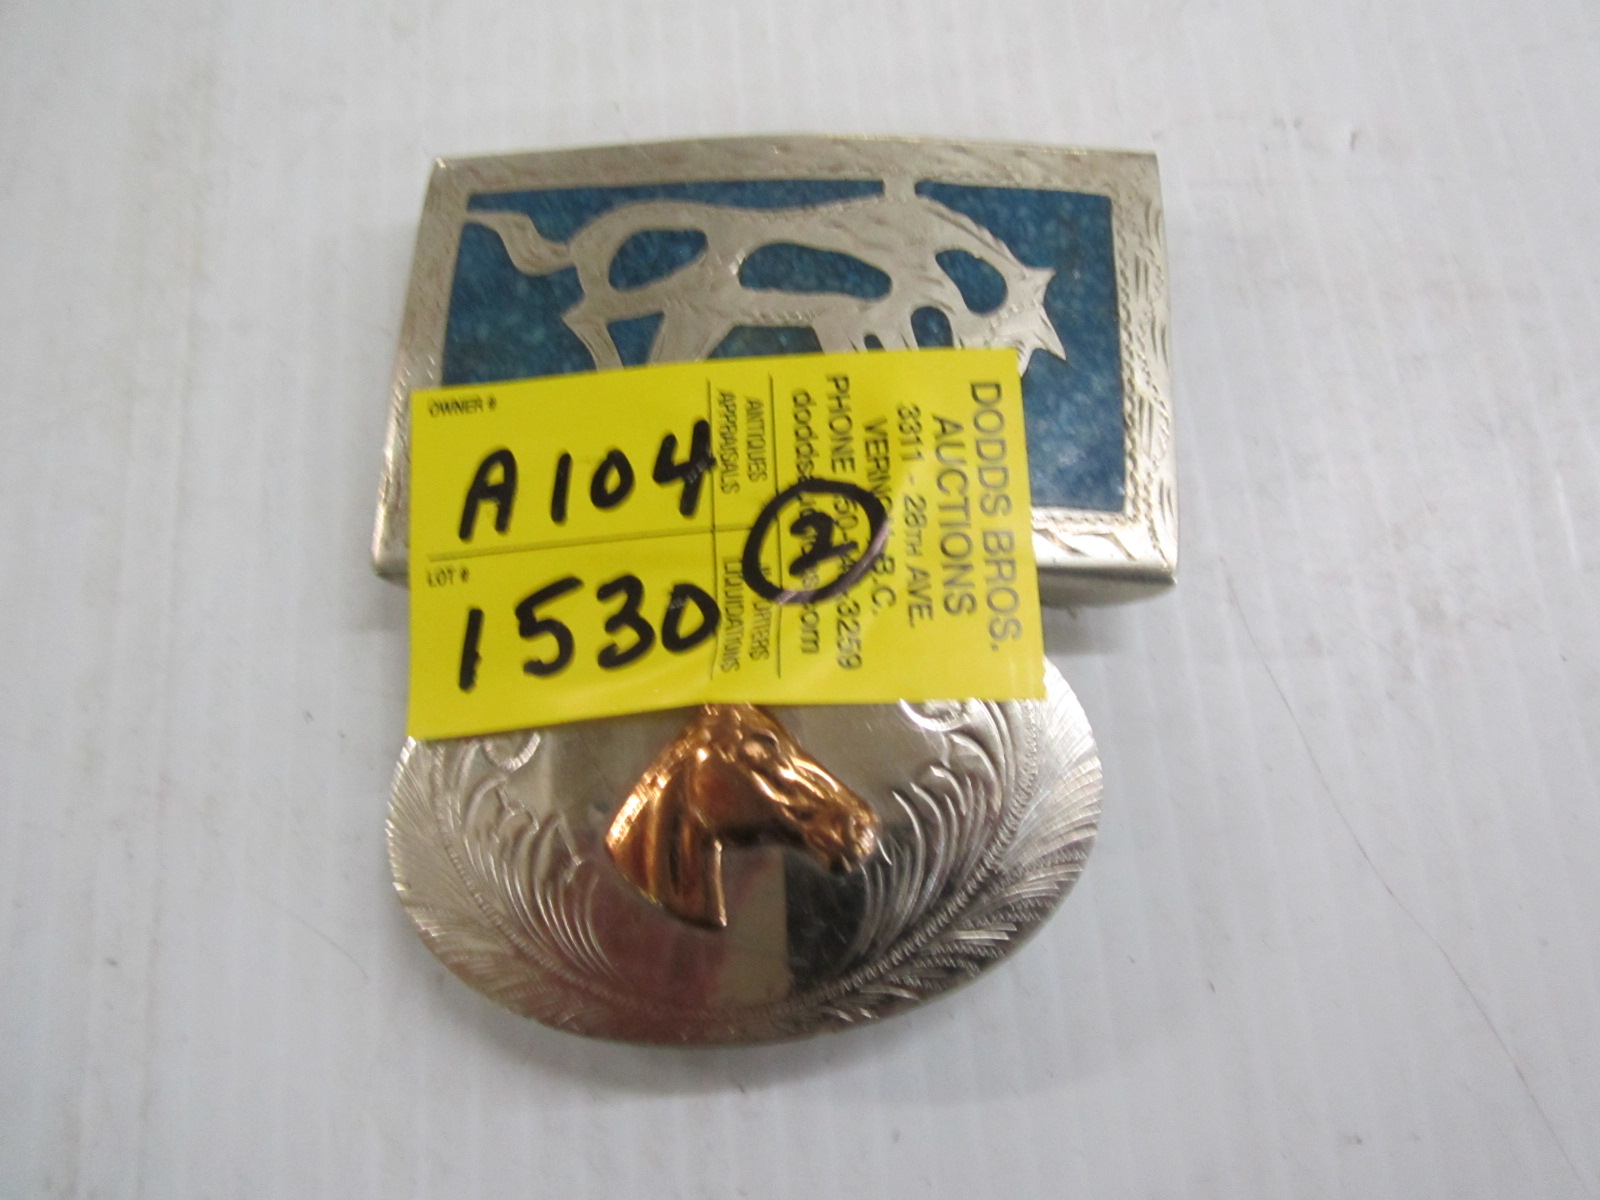 OWNER #
A104
LOT #
1530
2
DODDS BROS.
AUCTIONS
3311 - 28TH AVE.
B.C.
PHONE
ANTIQUES
APPRAISALS
LIQUIDATIONS